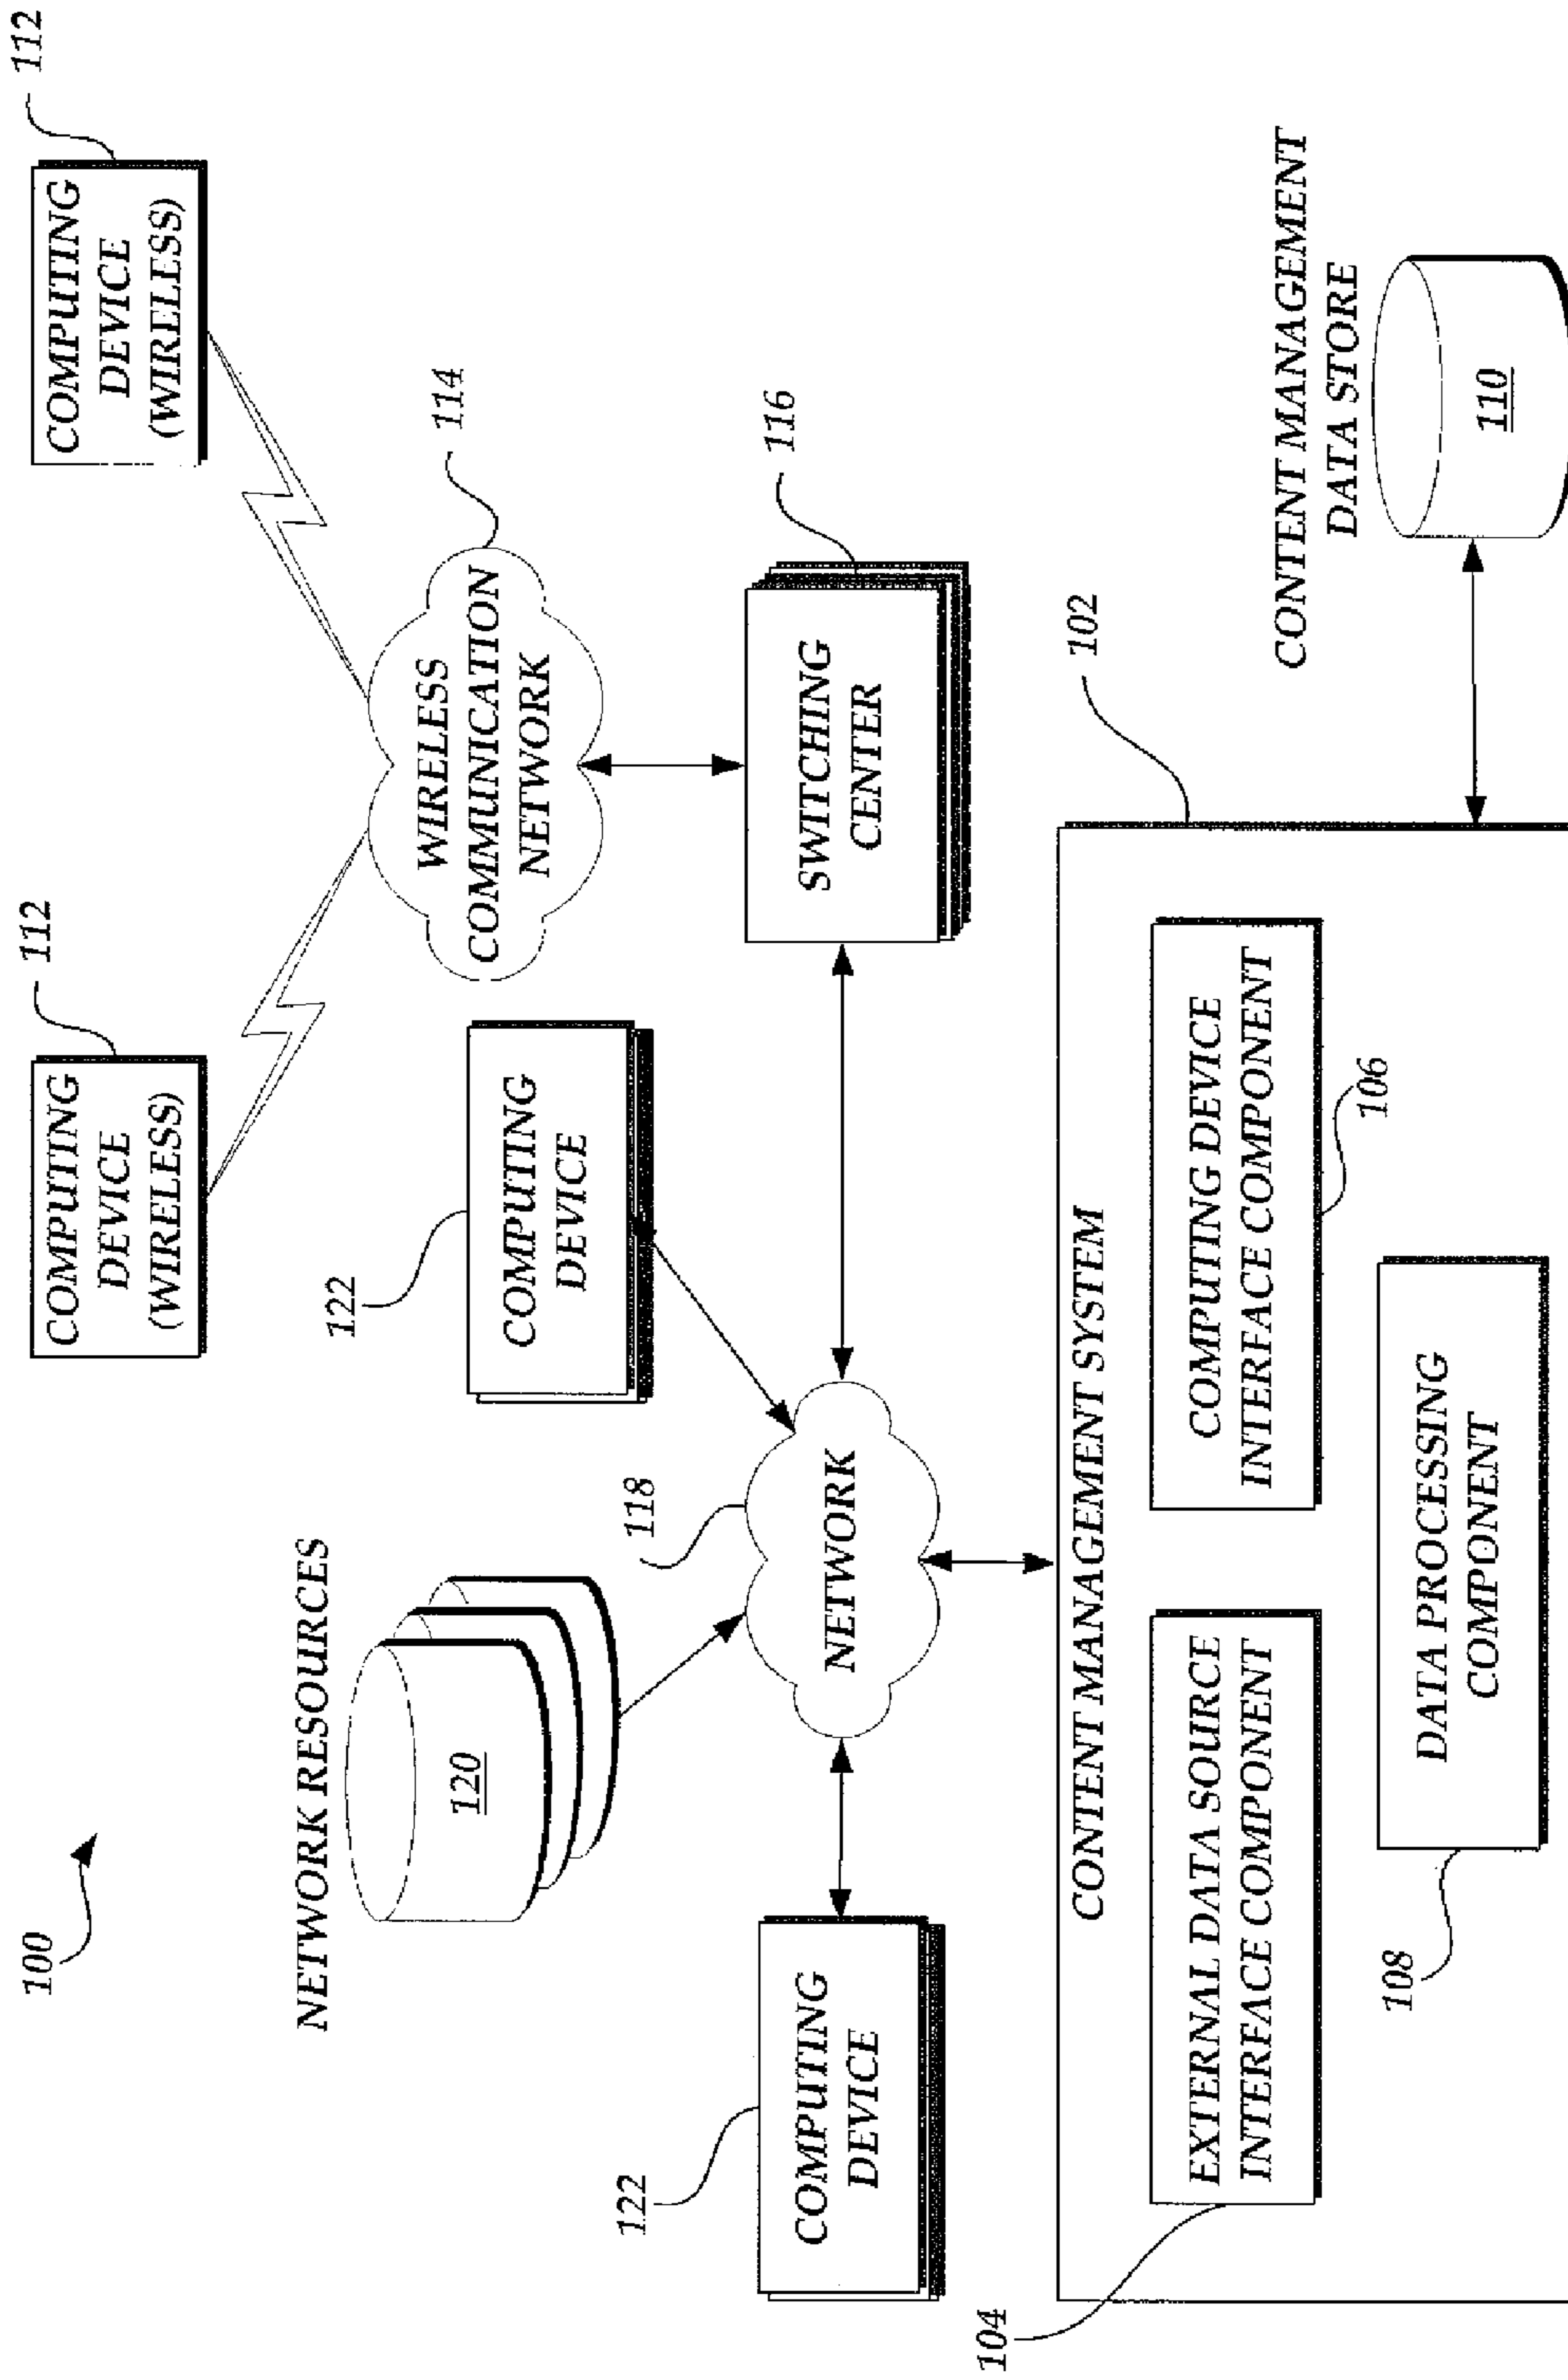 100
112
COMPUTING
DEVICE
(WIRELESS)
112
COMPUTING
DEVICE
(WIRELESS)
NETWORK RESOURCES
120
122
COMPUTING
DEVICE
114
WIRELESS
COMMUNICATION
NETWORK
118
NETWORK
122
COMPUTING
DEVICE
116
SWITCHING
CENTER
102
CONTENT MANAGEMENT SYSTEM
104
EXTERNAL DATA SOURCE
INTERFACE COMPONENT
COMPUTING DEVICE
INTERFACE COMPONENT
106
108
DATA PROCESSING
COMPONENT
CONTENT MANAGEMENT
DATA STORE
110